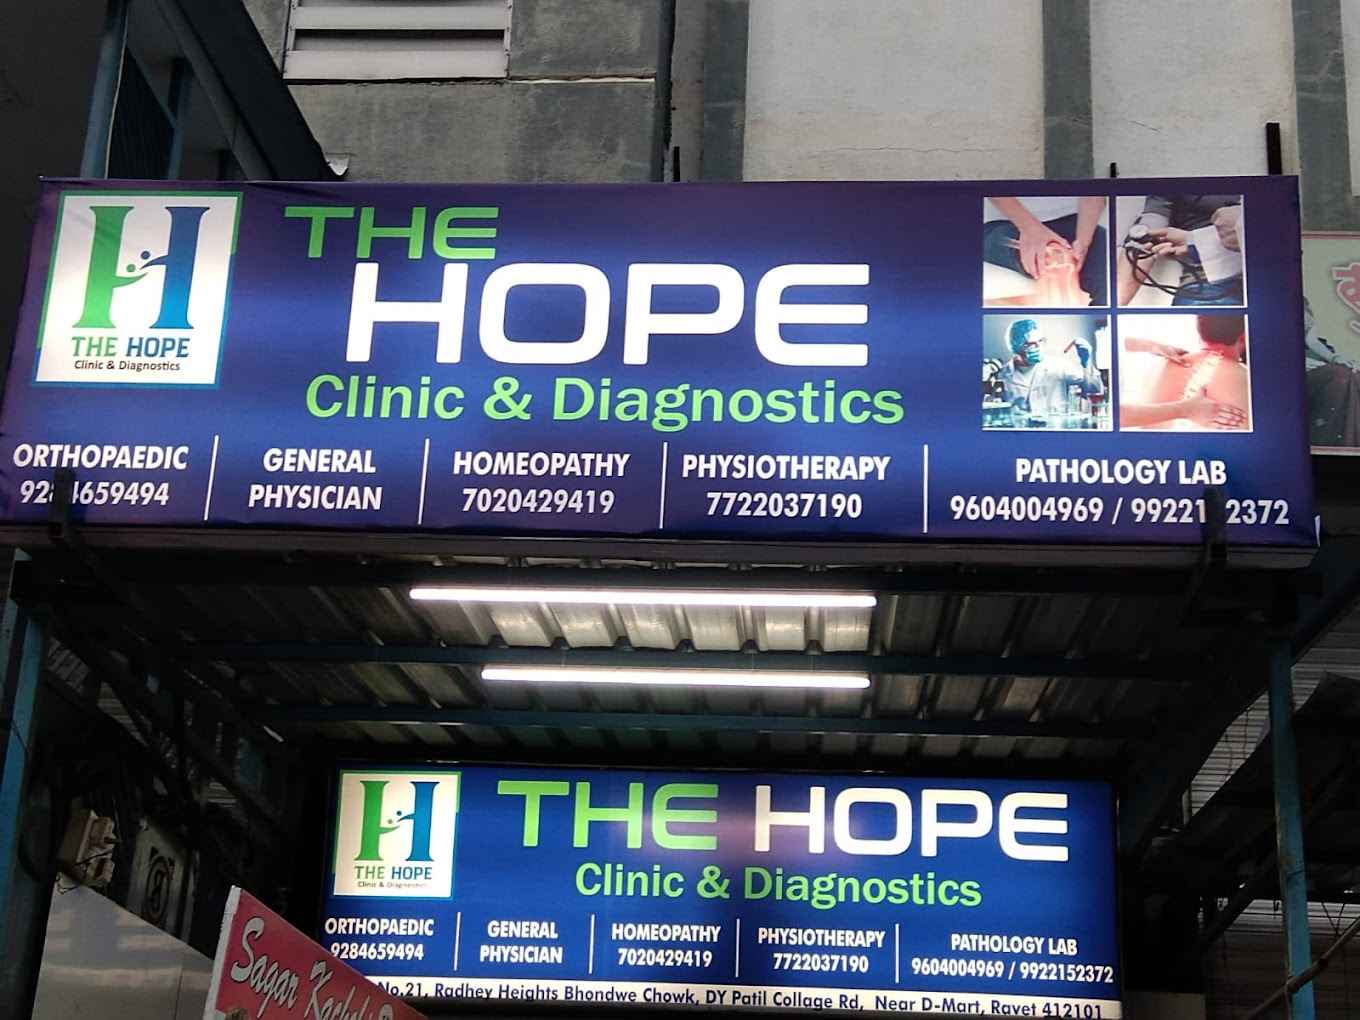 THE HOPE
Clinic & Diagnostics
THE
HOPE
Clinic & Diagnostics
ORTHOPAEDIC
GENERAL
PHYSICIAN
HOMEOPATHY
7020429419
PHYSIOTHERAPY
7722037190
PATHOLOGY LAB
9604004969 /
THE HOPE
Clinic & Diagnostics
THE HOPE
Clinic & Diagnostics
ORTHOPAEDIC
9284659494
GENERAL
PHYSICIAN
HOMEOPATHY
7020429419
PHYSIOTHERAPY
7722037190
PATHOLOGY LAB
9604004969 / 9922152372
No.21, Radhey Heights Bhondwe Chowk, DY Patil Collage Rd, Near D-Mart, Ravet 412101
Sagar